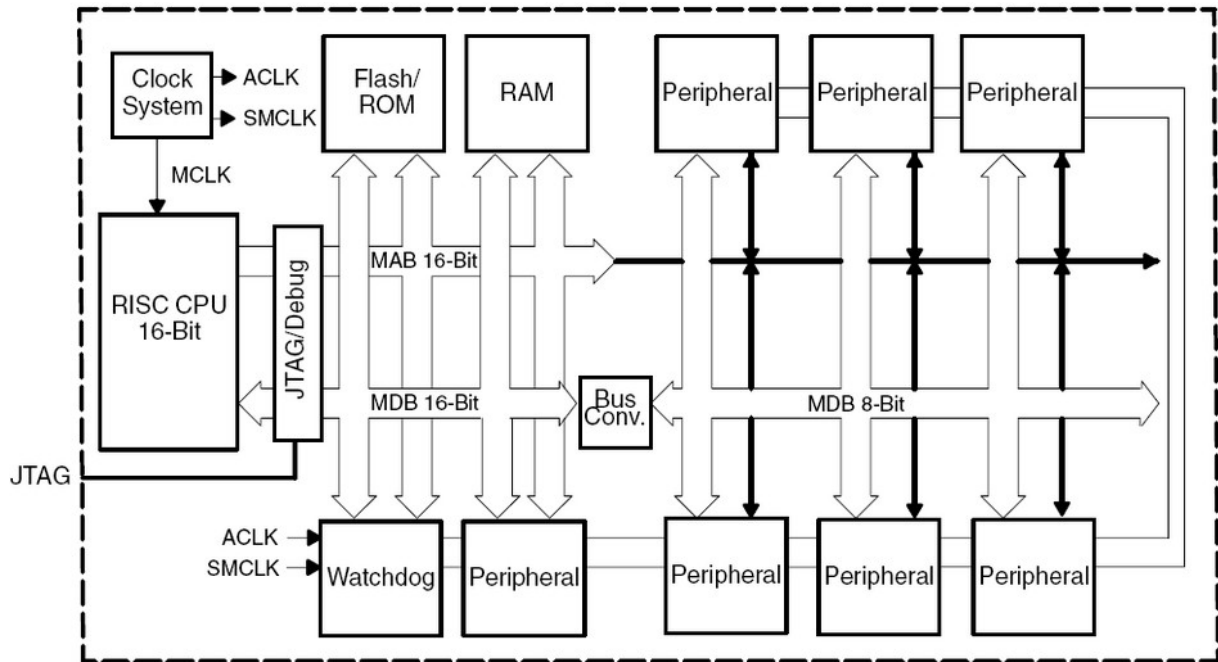 Clock
System
ACLK
SMCLK
MCLK
Flash/
ROM
RAM
Peripheral
Peripheral
Peripheral
RISC CPU
16-Bit
JTAG/Debug
MAB 16-Bit
MDB 16-Bit
Bus
Conv.
MDB 8-Bit
JTAG
ACLK
SMCLK
Watchdog
Peripheral
Peripheral
Peripheral
Peripheral